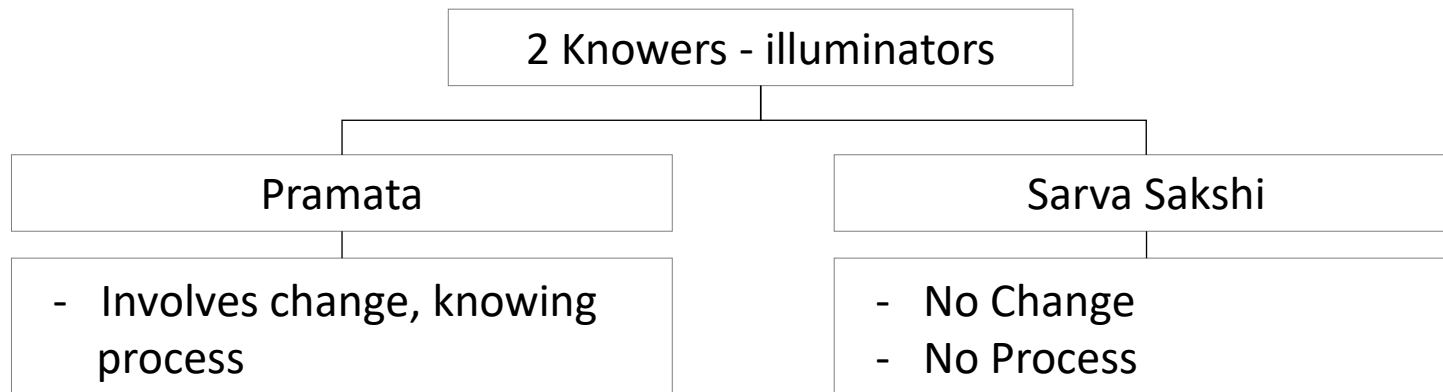 2 Knowers - illuminators
Pramata
Sarva Sakshi
- Involves change, knowing
process
- No Change
- No Process